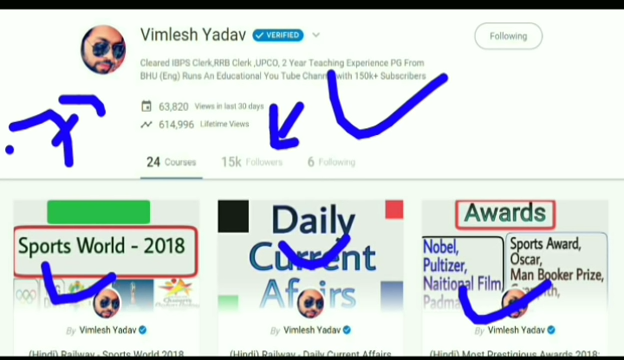 Vimlesh Yadav VERIFIED
Following
Cleared IBPS Clerk,RRB Clerk ,UPCO, 2 Year Teaching Experience PG From
BHU (Eng) Runs An Educational You Tube Channel with 150k+ Subscribers
63,820 Views in last 30 days
614,996 Lifetime Views
24 Courses 15k Followers 6 Following
Sports World - 2018
By Vimlesh Yadav
(Hindi) Railway - Sports World 2018
Daily
Current
Affairs
By Vimlesh Yadav
(Hindi) Railway - Daily Current Affairs
Awards
Nobel,
Pultizer,
Naitional Film,
Padma
Sports Award,
Oscar,
Man Booker Prize,
By Vimlesh Yadav
(Hindi) Most Prestigious Awards 2018: